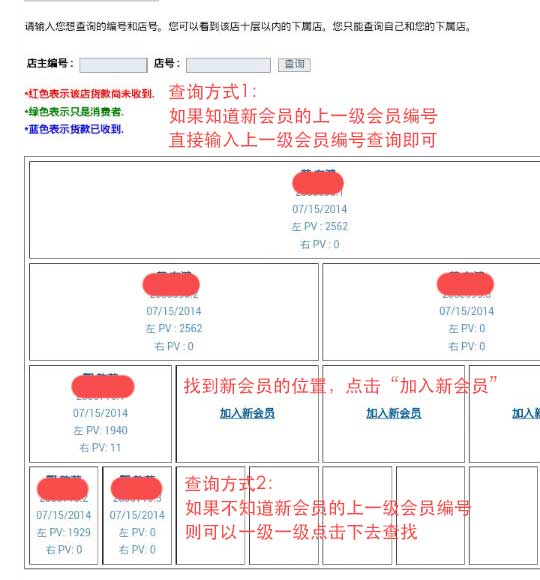 请输入您想查询的编号和店号。您可以看到该店十层以内的下属店。您只能查询自己和您的下属店。
店主编号： 店号： 查询
•红色表示该店货款尚未收到.
•绿色表示只是消费者.
•蓝色表示货款已收到.
查询方式1：
如果知道新会员的上一级会员编号
直接输入上一级会员编号查询即可
07/15/2014
左 PV : 2562
右 PV : 0
07/15/2014
左 PV : 2562
右 PV : 0
07/15/2014
左 PV: 0
右 PV: 0
找到新会员的位置，点击“加入新会员”
07/15/2014
左 PV: 1940
右 PV: 11
加入新会员
加入新会员
加入新
查询方式2：
如果不知道新会员的上一级会员编号
则可以一级一级点击下去查找
07/15/2014
左 PV: 1929
右 PV: 0
07/15/2014
左 PV: 0
右 PV: 0